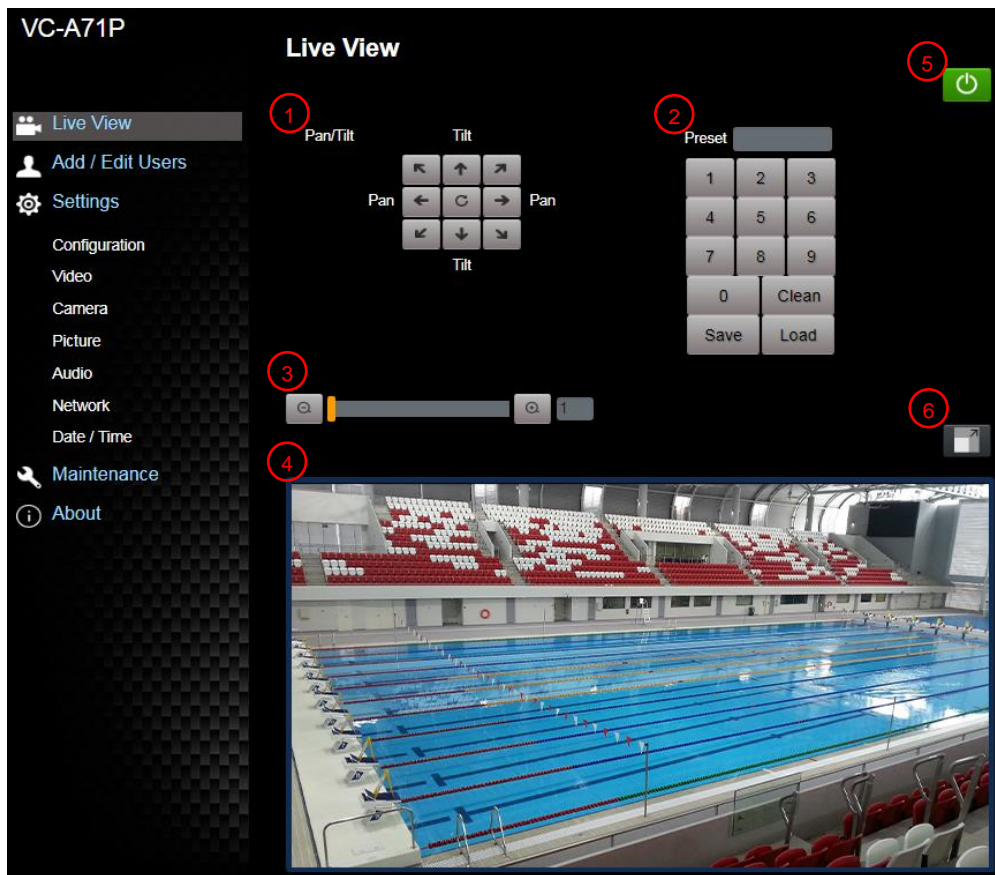 VC-A71P
Live View
5
Live View
Add / Edit Users
Settings
Configuration
Video
Camera
Picture
Audio
Network
Date / Time
Maintenance
About
1
Pan/Tilt
Tilt
Pan
Pan
Tilt
2
Preset
1 2 3
4 5 6
7 8 9
0 Clean
Save Load
3
1
6
4